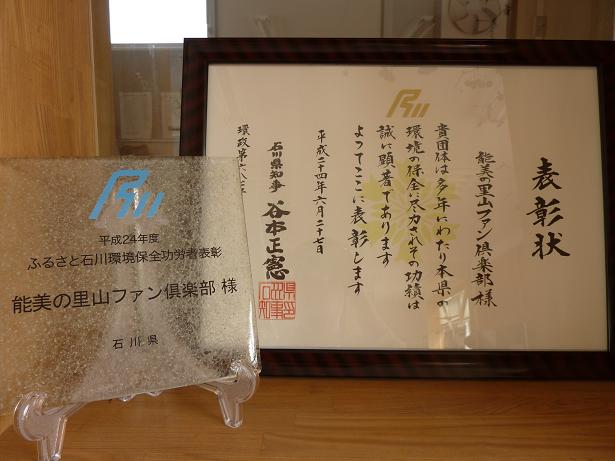 平成24年度
ふるさと石川環境保全功労者表彰
能美の里山ファン倶楽部 様
石川県
表彰状
能美の里山ファン倶楽部様
貴団体は多年にわたり本県の
環境の保全に尽力されその功績は
誠に顕著であります
よってここに表彰します
平成二十四年六月二十七日
石川県知事 谷本正憲
環政第